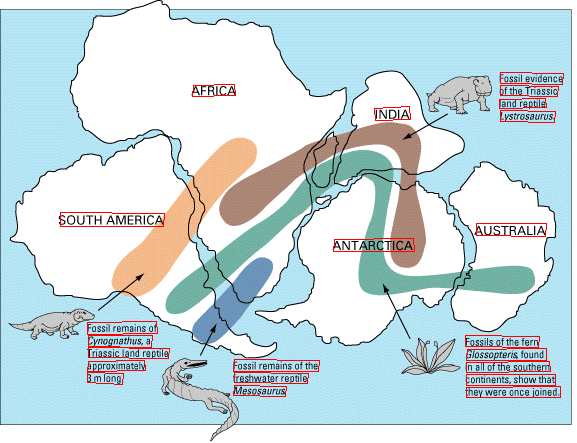 AFRICA
Fossil evidence
of the Triassic
land reptile
Lystrosaurus.
INDIA
SOUTH AMERICA
ANTARCTICA
AUSTRALIA
Fossil remains of
Cynognathus, a
Triassic land reptile
approximately
3 m long.
Fossil remains of the
freshwater reptile
Mesosaurus.
Fossils of the fern
Glossopteris, found
in all of the southern
continents, show that
they were once joined.